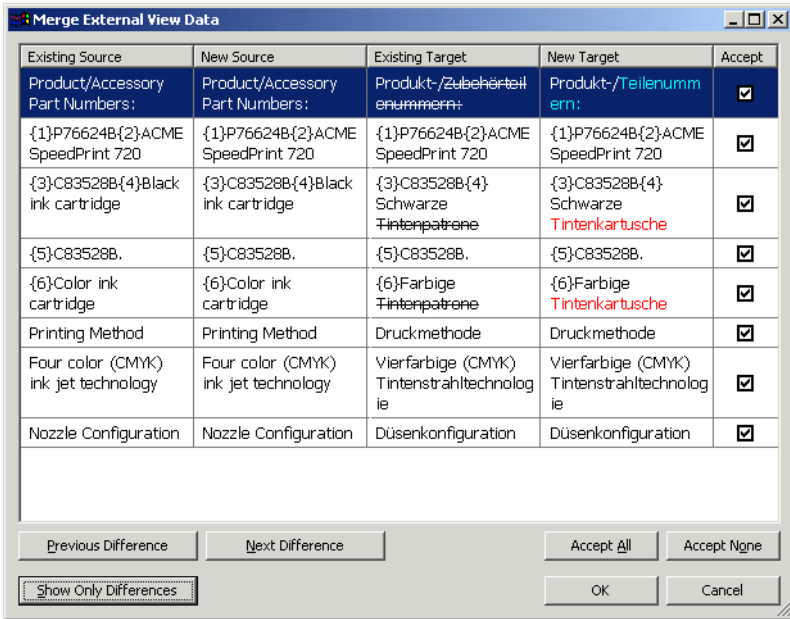 Merge External View Data
Existing Source New Source Existing Target New Target Accept
Product/Accessory Product/Accessory Produkt-/Zubehörteil Produkt-/Teilenumm
Part Numbers: Part Numbers: enummern: ern:
{1}P76624B{2}ACME {1}P76624B{2}ACME {1}P76624B{2}ACME {1}P76624B{2}ACME
SpeedPrint 720 SpeedPrint 720 SpeedPrint 720 SpeedPrint 720
{3}C83528B{4}Black {3}C83528B{4}Black {3}C83528B{4} {3}C83528B{4}
ink cartridge ink cartridge Schwarze Schwarze
Tintenpatrone Tintenkartusche
{5}C83528B. {5}C83528B. {5}C83528B. {5}C83528B.
{6}Color ink {6}Color ink {6}Farbige {6}Farbige
cartridge cartridge Tintenpatrone Tintenkartusche
Printing Method Printing Method Druckmethode Druckmethode
Four color (CMYK) Four color (CMYK) Vierfarbige (CMYK) Vierfarbige (CMYK)
ink jet technology ink jet technology Tintenstrahltechnolog Tintenstrahltechnolog
ie ie
Nozzle Configuration Nozzle Configuration Düsenkonfiguration Düsenkonfiguration
Previous Difference Next Difference Accept All Accept None
Show Only Differences OK Cancel